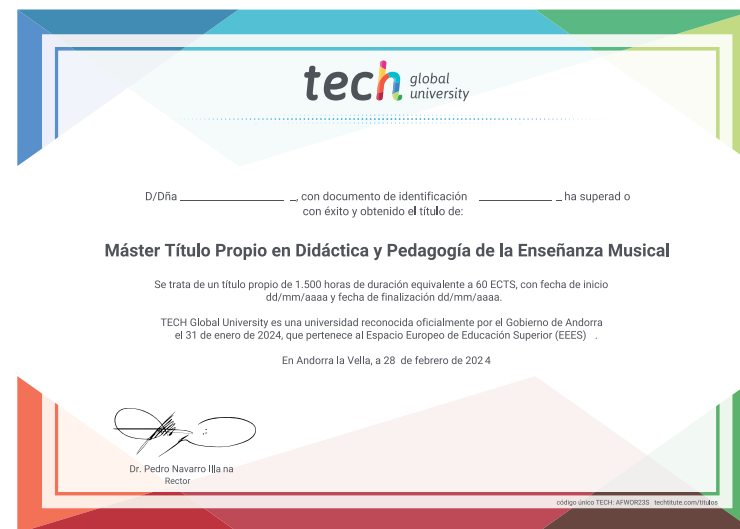 tech global university
D/Dña ______________ _, con documento de identificación __________ _ ha superad o
con éxito y obtenido el título de:
Máster Título Propio en Didáctica y Pedagogía de la Enseñanza Musical
Se trata de un título propio de 1.500 horas de duración equivalente a 60 ECTS, con fecha de inicio
dd/mm/aaaa y fecha de finalización dd/mm/aaaa.
TECH Global University es una universidad reconocida oficialmente por el Gobierno de Andorra
el 31 de enero de 2024, que pertenece al Espacio Europeo de Educación Superior (EEES) .
En Andorra la Vella, a 28 de febrero de 2024
Dr. Pedro Navarro Illa na
Rector
código único TECH: AFWOR23S techtitute.com/titulos